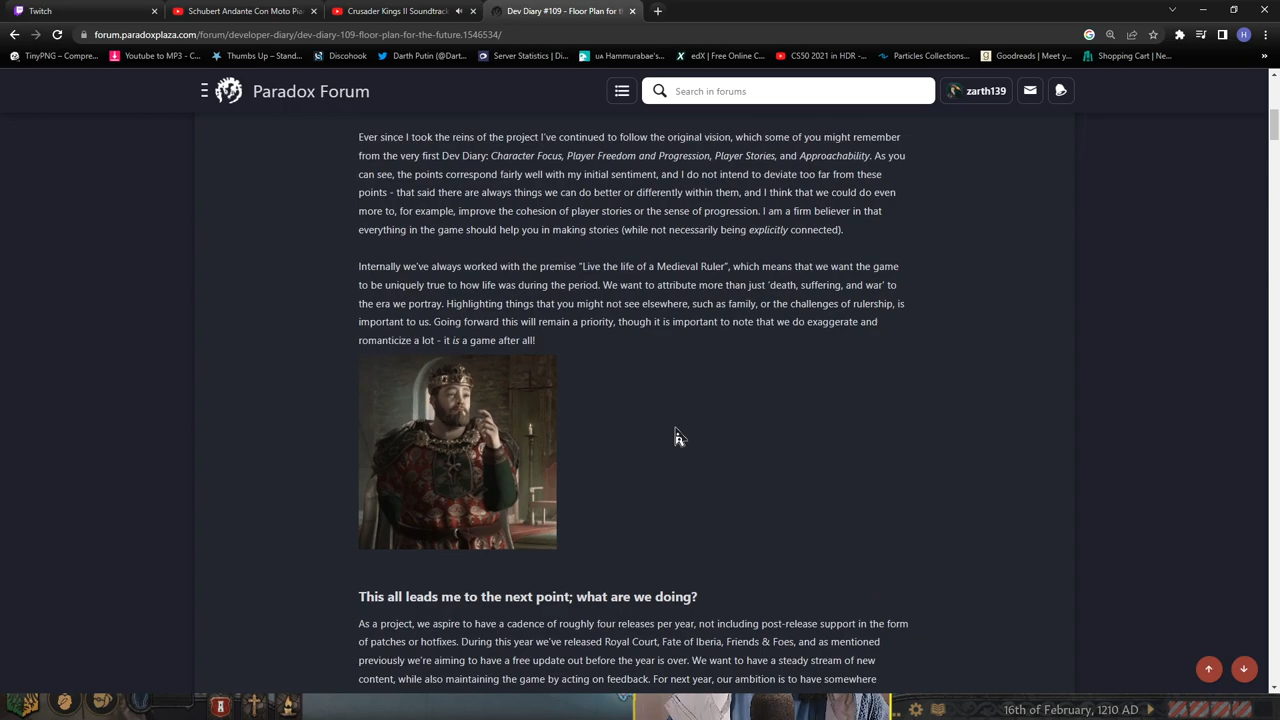 Twitch
Schubert Andante Con Moto Pia
Crusader Kings II Soundtrack
Dev Diary #109 - Floor Plan for th
forum.paradoxplaza.com/forum/developer-diary/dev-diary-109-floor-plan-for-the-future.1546534/
H
TinyPNG – Compre...
Youtube to MP3 - C...
Thumbs Up – Stand...
Discohook
Darth Putin (@Dart...
Server Statistics | Di...
ua Hammurabae's...
edX | Free Online C...
CS50 2021 in HDR -...
Particles Collections...
Goodreads | Meet y...
Shopping Cart | Ne...
»
Paradox Forum
Search in forums
zarth139
Ever since I took the reins of the project I've continued to follow the original vision, which some of you might remember
from the very first Dev Diary: Character Focus, Player Freedom and Progression, Player Stories, and Approachability. As you
can see, the points correspond fairly well with my initial sentiment, and I do not intend to deviate too far from these
points - that said there are always things we can do better or differently within them, and I think that we could do even
more to, for example, improve the cohesion of player stories or the sense of progression. I am a firm believer in that
everything in the game should help you in making stories (while not necessarily being explicitly connected).
Internally we've always worked with the premise "Live the life of a Medieval Ruler", which means that we want the game
to be uniquely true to how life was during the period. We want to attribute more than just 'death, suffering, and war' to
the era we portray. Highlighting things that you might not see elsewhere, such as family, or the challenges of rulership, is
important to us. Going forward this will remain a priority, though it is important to note that we do exaggerate and
romanticize a lot - it is a game after all!
This all leads me to the next point; what are we doing?
As a project, we aspire to have a cadence of roughly four releases per year, not including post-release support in the form
of patches or hotfixes. During this year we've released Royal Court, Fate of Iberia, Friends & Foes, and as mentioned
previously we're aiming to have a free update out before the year is over. We want to have a steady stream of new
content, while also maintaining the game by acting on feedback. For next year, our ambition is to have somewhere
16th of February, 1210 AD